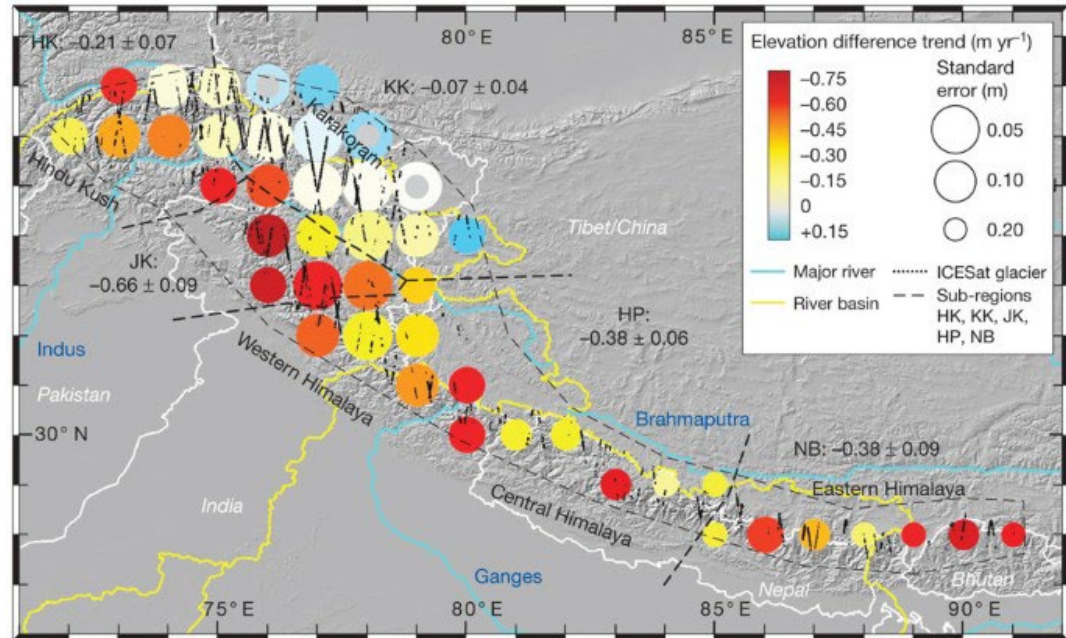 80° E
85° E
HK: −0.21 ± 0.07
KK: −0.07 ± 0.04
Karakoram
Hindu Kush
Tibet/China
JK:
−0.66 ± 0.09
HP:
−0.38 ± 0.06
Indus
Pakistan
Western Himalaya
30° N
Brahmaputra
NB: −0.38 ± 0.09
Eastern Himalaya
India
Central Himalaya
Ganges
Nepal
Bhutan
75° E
80° E
85° E
90° E
Elevation difference trend (m yr⁻¹)
−0.75
−0.60
−0.45
−0.30
−0.15
0
+0.15
Standard
error (m)
0.05
0.10
0.20
Major river
River basin
ICESat glacier
Sub-regions
HK, KK, JK,
HP, NB